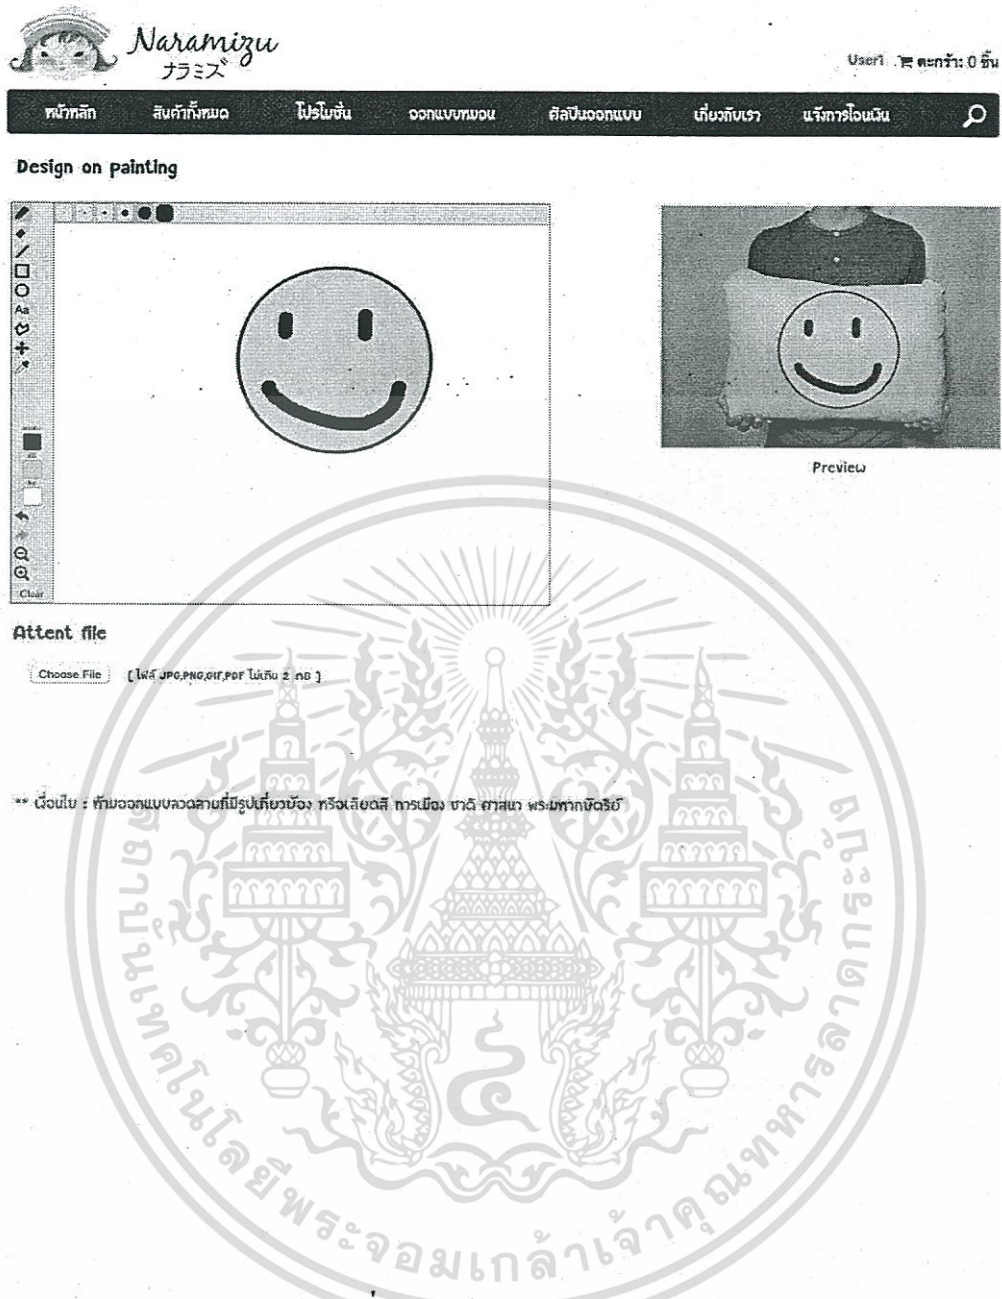 Naramizu
ナラミズ
User1 ตะกร้า: 0 ชิ้น
หน้าหลัก สินค้าทั้งหมด โปรโมชั่น ออกแบบหมอน ศิลปินออกแบบ เกี่ยวกับเรา แจ้งการโอนเงิน
Design on painting
Aa
Clear
Preview
Attent file
Choose File [ ไฟล์ JPG,PNG,GIF,PDF ไม่เกิน 2 ]
** เงื่อนไข : ห้ามออกแบบลวดลายที่มีรูปเกี่ยวข้อง หรือเสียดสี การเมือง ชาติ ศาสนา พระมหากษัตริย์
สถาบันเทคโนโลยีพระจอมเกล้าเจ้าคุณทหารลาดกระบัง